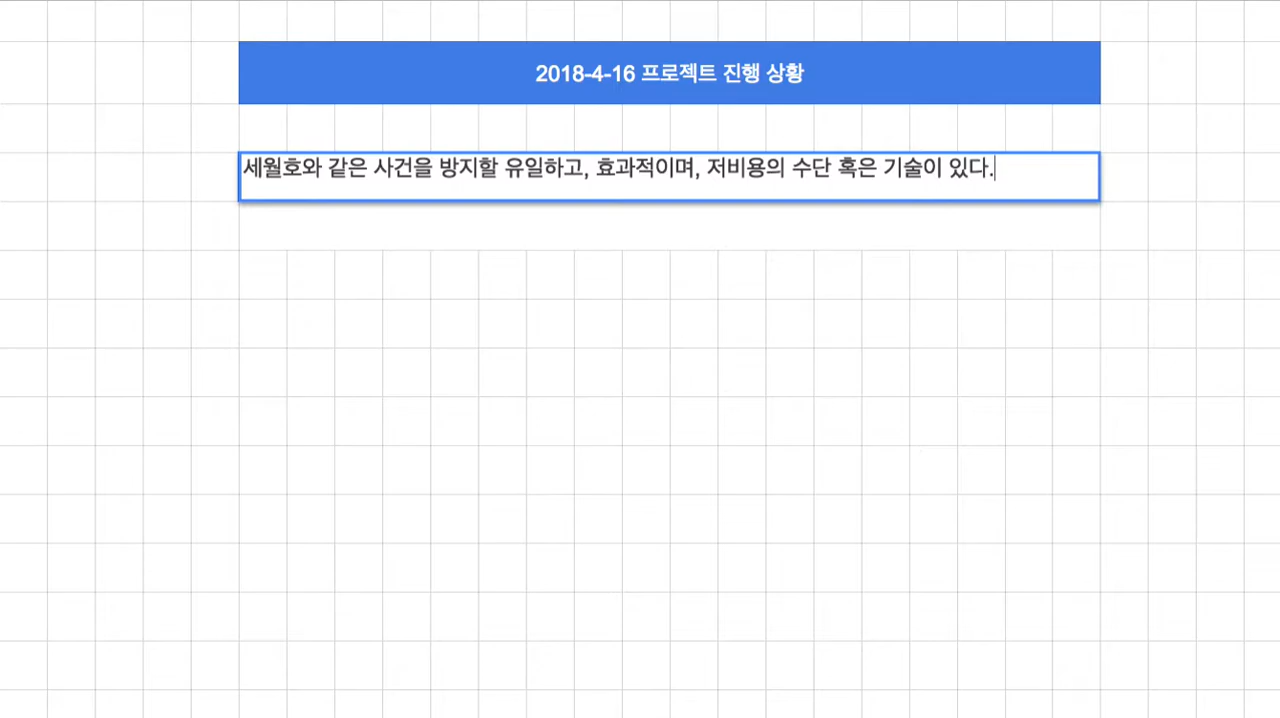 2018-4-16 프로젝트 진행 상황
세월호와 같은 사건을 방지할 유일하고, 효과적이며, 저비용의 수단 혹은 기술이 있다.